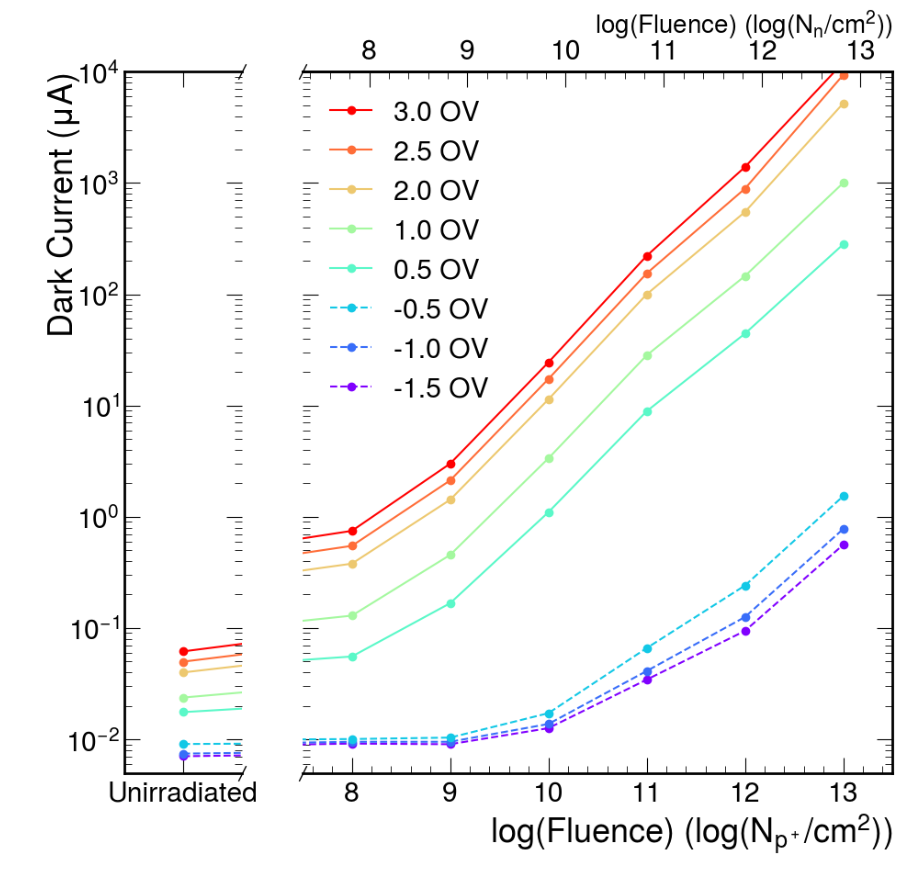 log(Fluence) (log(Nₙ/cm²))
8 9 10 11 12 13
Dark Current (μA)
10⁴
10³
10²
10¹
10⁰
10⁻¹
10⁻²
3.0 OV
2.5 OV
2.0 OV
1.0 OV
0.5 OV
-0.5 OV
-1.0 OV
-1.5 OV
Unirradiated 8 9 10 11 12 13
log(Fluence) (log(Nₚ⁺/cm²))